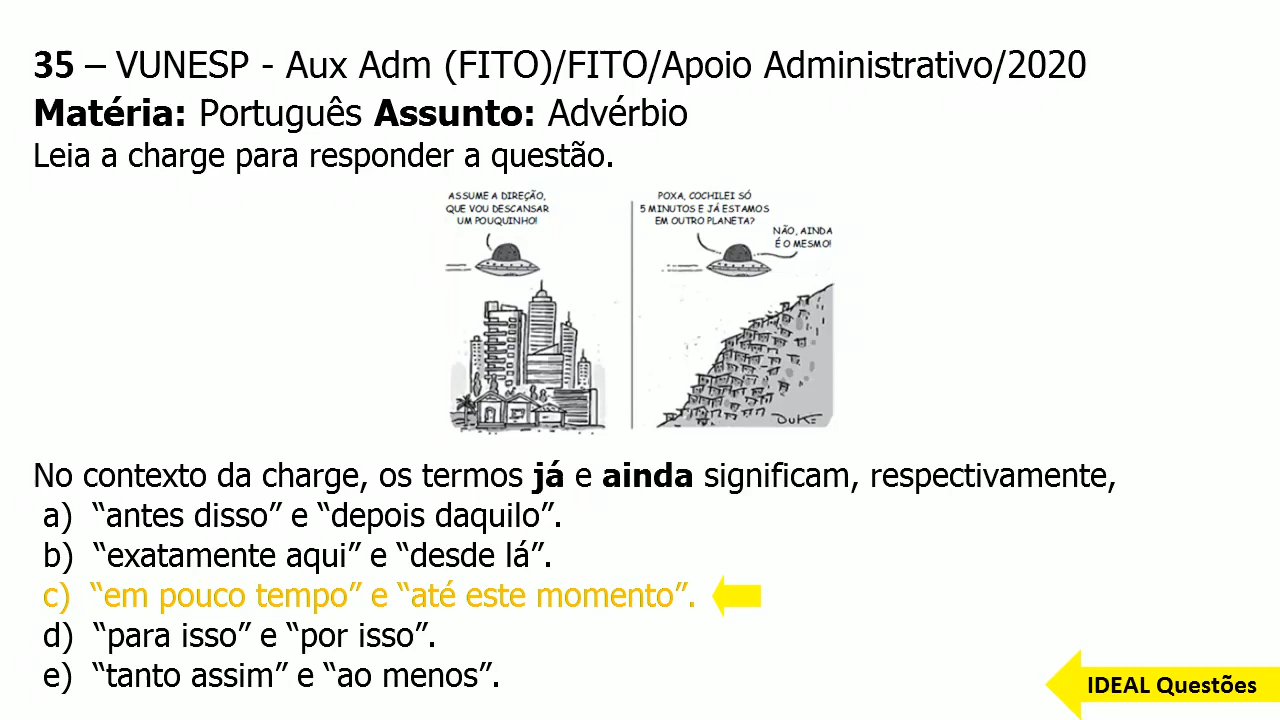 35 – VUNESP - Aux Adm (FITO)/FITO/Apoio Administrativo/2020
Matéria: Português Assunto: Advérbio
Leia a charge para responder a questão.
ASSUME A DIREÇÃO,
QUE VOU DESCANSAR
UM POUQUINHO!
POXA, COCHILEI SÓ
5 MINUTOS E JÁ ESTAMOS
EM OUTRO PLANETA?
NÃO, AINDA
É O MESMO!
DUKE
No contexto da charge, os termos já e ainda significam, respectivamente,
a) “antes disso” e “depois daquilo”.
b) “exatamente aqui” e “desde lá”.
c) “em pouco tempo” e “até este momento”.
d) “para isso” e “por isso”.
e) “tanto assim” e “ao menos”.
IDEAL Questões